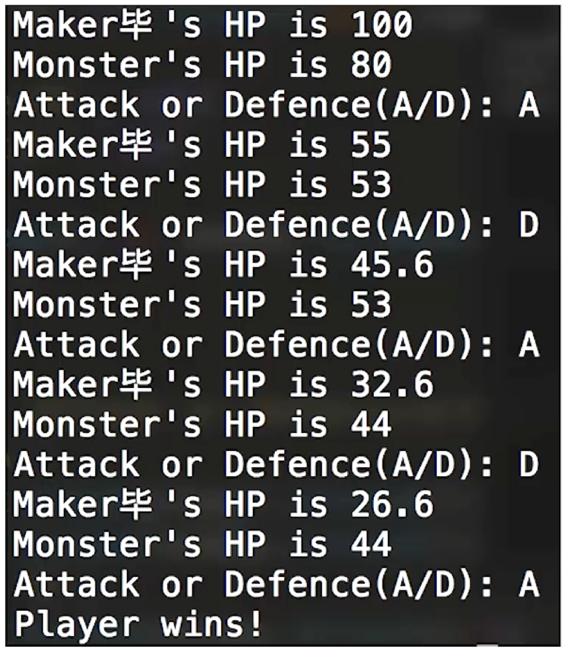 Maker毕's HP is 100
Monster's HP is 80
Attack or Defence(A/D): A
Maker毕's HP is 55
Monster's HP is 53
Attack or Defence(A/D): D
Maker毕's HP is 45.6
Monster's HP is 53
Attack or Defence(A/D): A
Maker毕's HP is 32.6
Monster's HP is 44
Attack or Defence(A/D): D
Maker毕's HP is 26.6
Monster's HP is 44
Attack or Defence(A/D): A
Player wins!